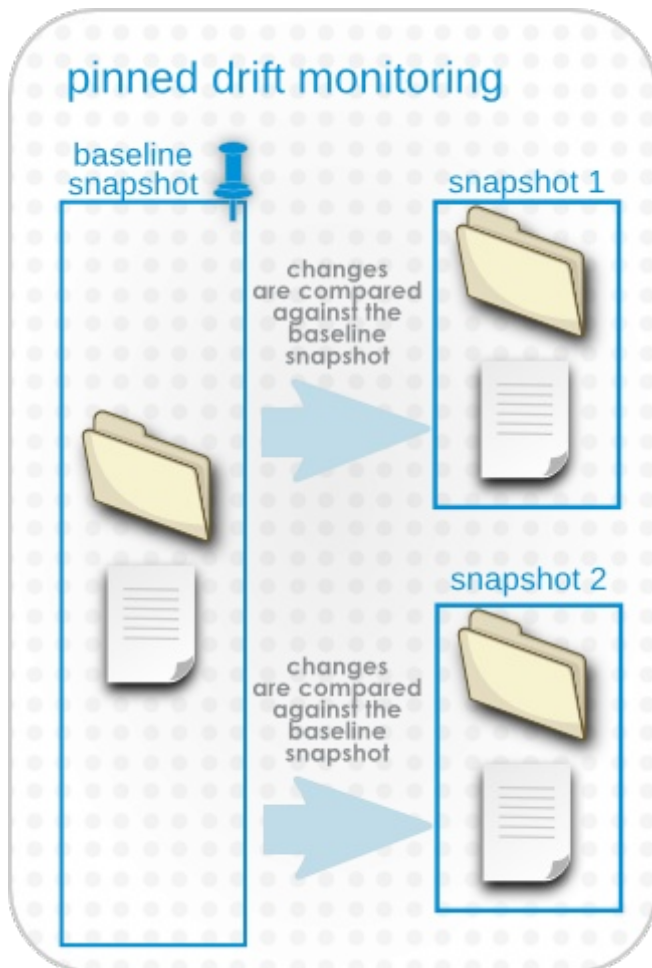 pinned drift monitoring
baseline
snapshot
snapshot 1
changes
are compared
against the
baseline
snapshot
snapshot 2
changes
are compared
against the
baseline
snapshot